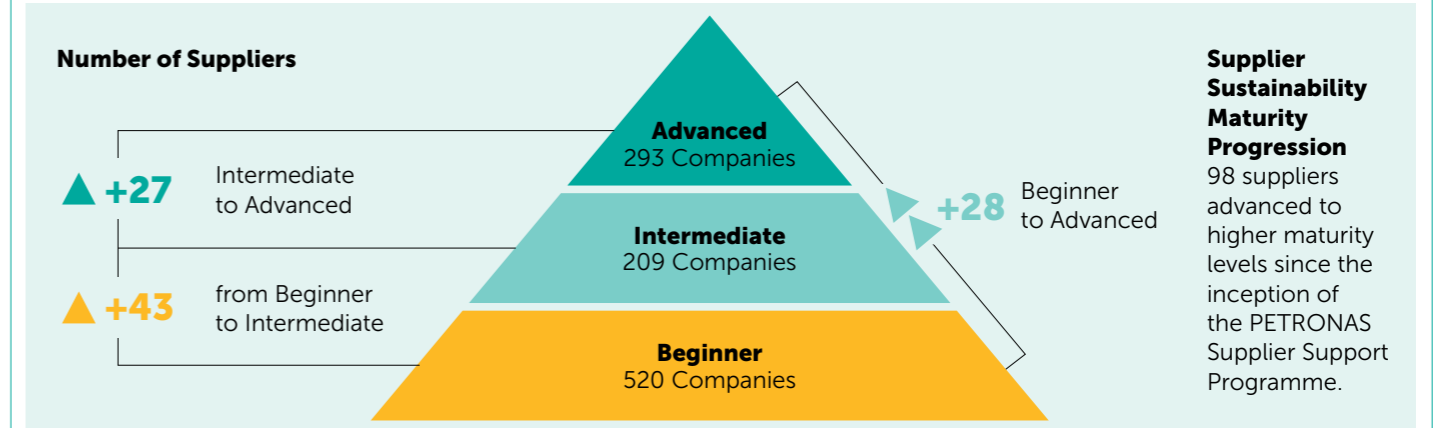 Number of Suppliers
+27
Intermediate
to Advanced
+43
from Beginner
to Intermediate
Advanced
293 Companies
Intermediate
209 Companies
Beginner
520 Companies
+28
Beginner
to Advanced
Supplier
Sustainability
Maturity
Progression
98 suppliers
advanced to
higher maturity
levels since the
inception of
the PETRONAS
Supplier Support
Programme.